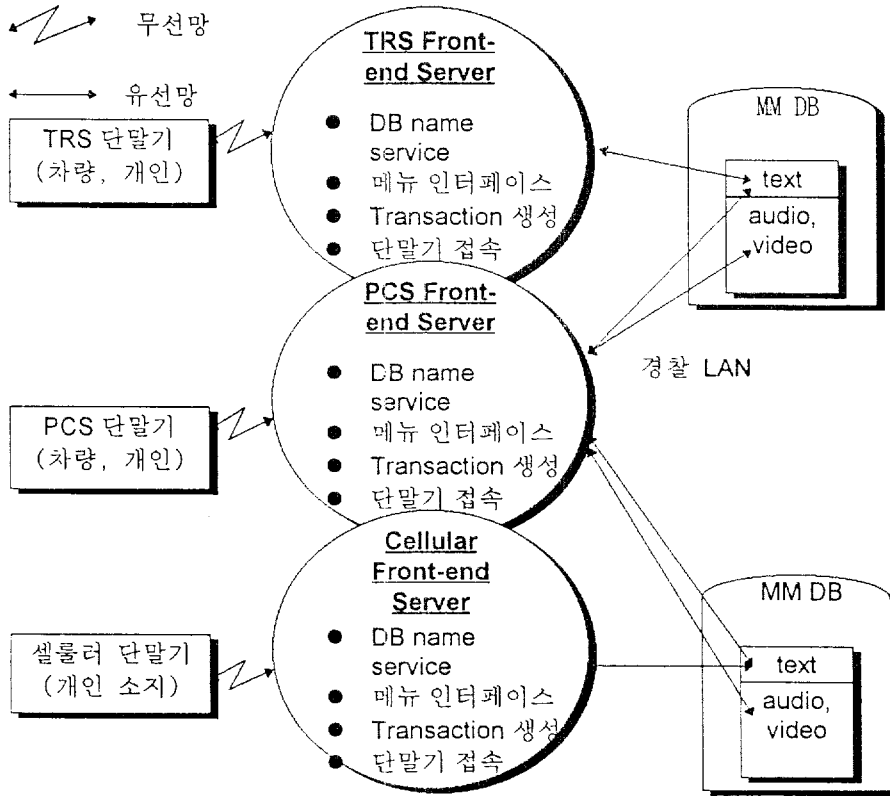 무선망
유선망
TRS 단말기
(차량, 개인)
TRS Front-
end Server
● DB name
service
● 메뉴 인터페이스
● Transaction 생성
● 단말기 접속
MM DB
text
audio,
video
PCS 단말기
(차량, 개인)
PCS Front-
end Server
● DB name
service
● 메뉴 인터페이스
● Transaction 생성
● 단말기 접속
경찰 LAN
셀룰러 단말기
(개인 소지)
Cellular
Front-end
Server
● DB name
service
● 메뉴 인터페이스
● Transaction 생성
● 단말기 접속
MM DB
text
audio,
video